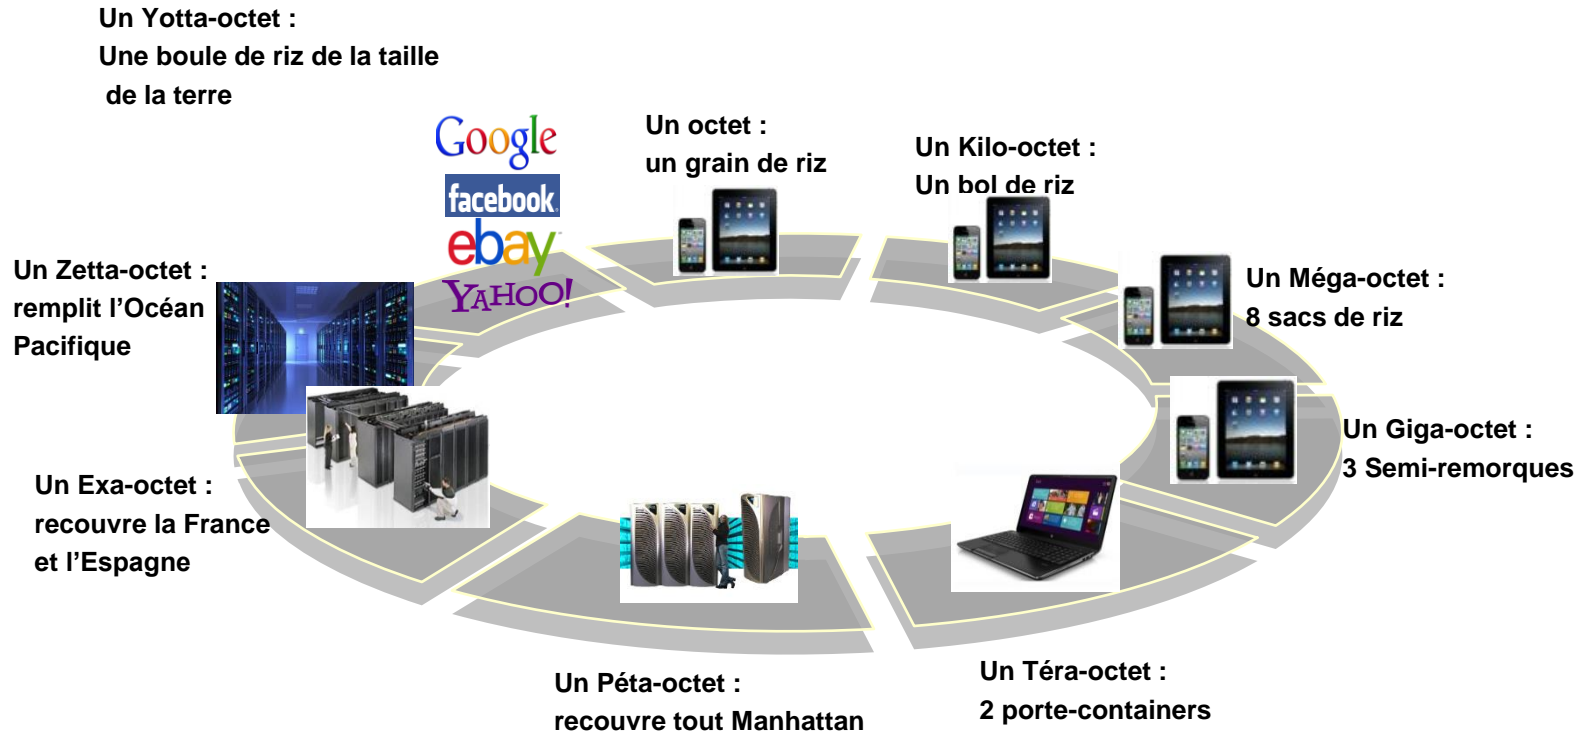 Un Yotta-octet :
Une boule de riz de la taille
de la terre
Google
facebook
ebay
YAHOO!
Un octet :
un grain de riz
Un Kilo-octet :
Un bol de riz
Un Méga-octet :
8 sacs de riz
Un Giga-octet :
3 Semi-remorques
Un Téra-octet :
2 porte-containers
Un Péta-octet :
recouvre tout Manhattan
Un Exa-octet :
recouvre la France
et l’Espagne
Un Zetta-octet :
remplit l’Océan
Pacifique